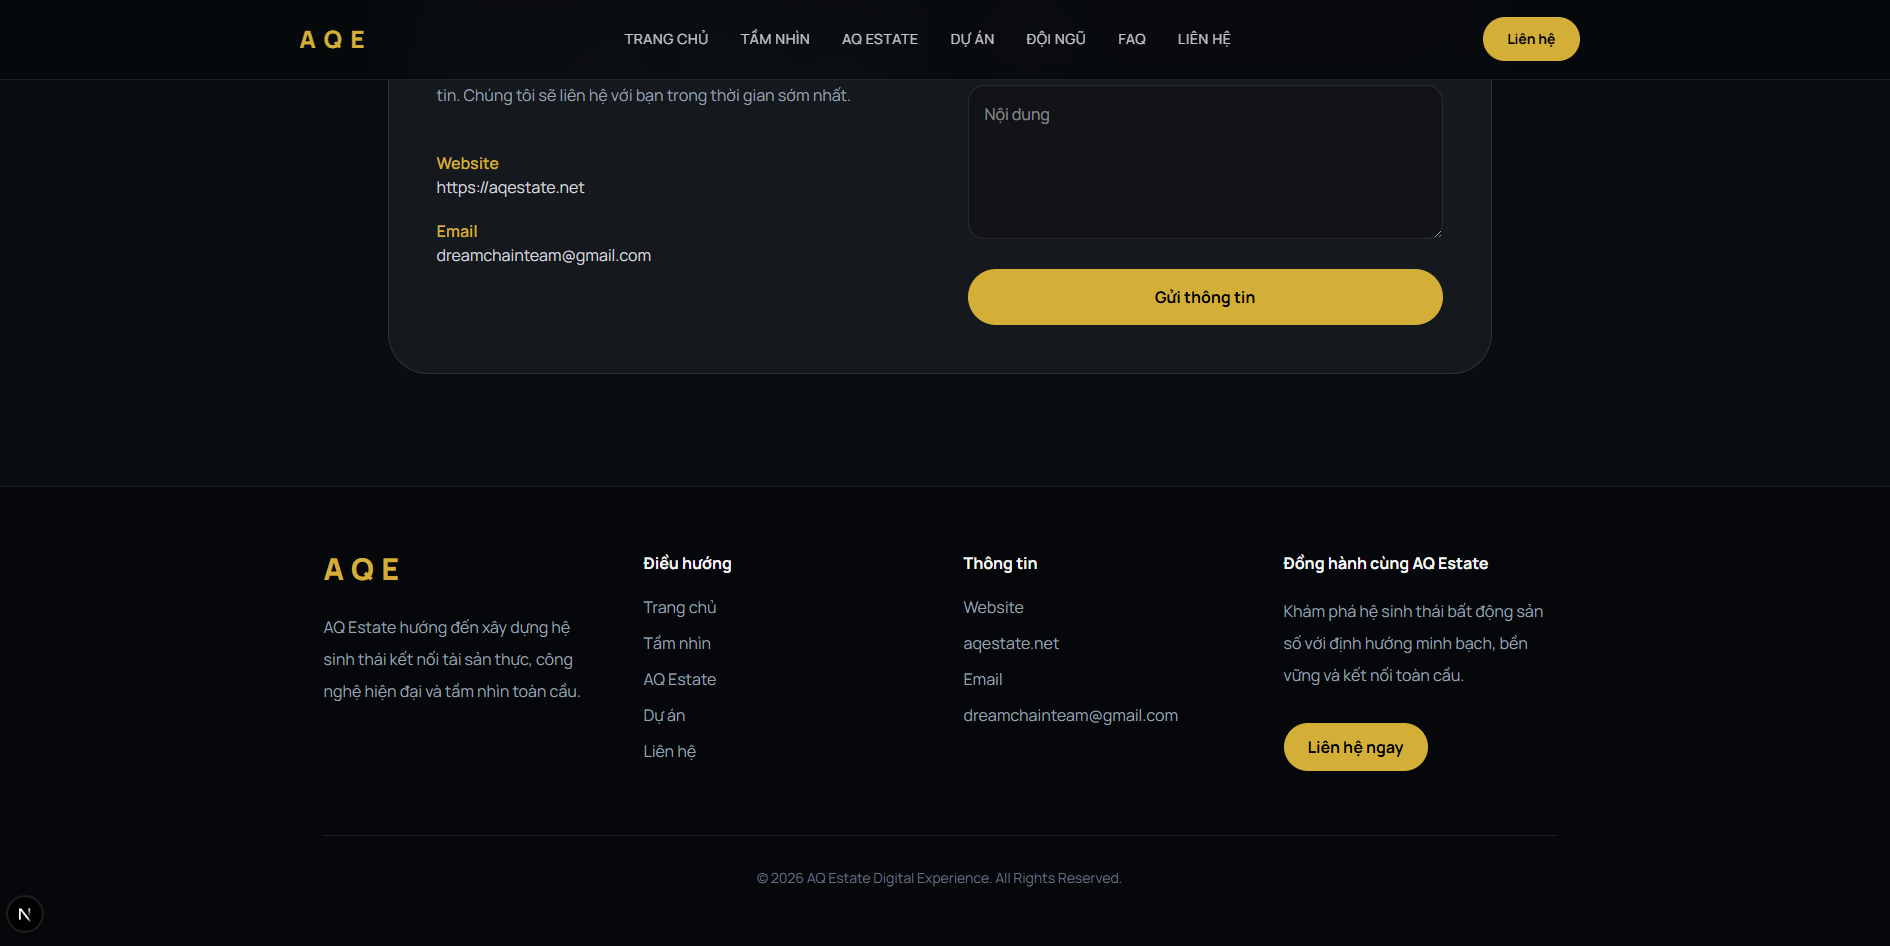 AQE
TRANG CHỦ
TẦM NHÌN
AQ ESTATE
DỰ ÁN
ĐỘI NGŨ
FAQ
LIÊN HỆ
Liên hệ
tin. Chúng tôi sẽ liên hệ với bạn trong thời gian sớm nhất.
Website
https://aqestate.net
Email
dreamchainteam@gmail.com
Nội dung
Gửi thông tin
AQE
AQ Estate hướng đến xây dựng hệ
sinh thái kết nối tài sản thực, công
nghệ hiện đại và tầm nhìn toàn cầu.
Điều hướng
Trang chủ
Tầm nhìn
AQ Estate
Dự án
Liên hệ
Thông tin
Website
aqestate.net
Email
dreamchainteam@gmail.com
Đồng hành cùng AQ Estate
Khám phá hệ sinh thái bất động sản
số với định hướng minh bạch, bền
vững và kết nối toàn cầu.
Liên hệ ngay
© 2026 AQ Estate Digital Experience. All Rights Reserved.
N